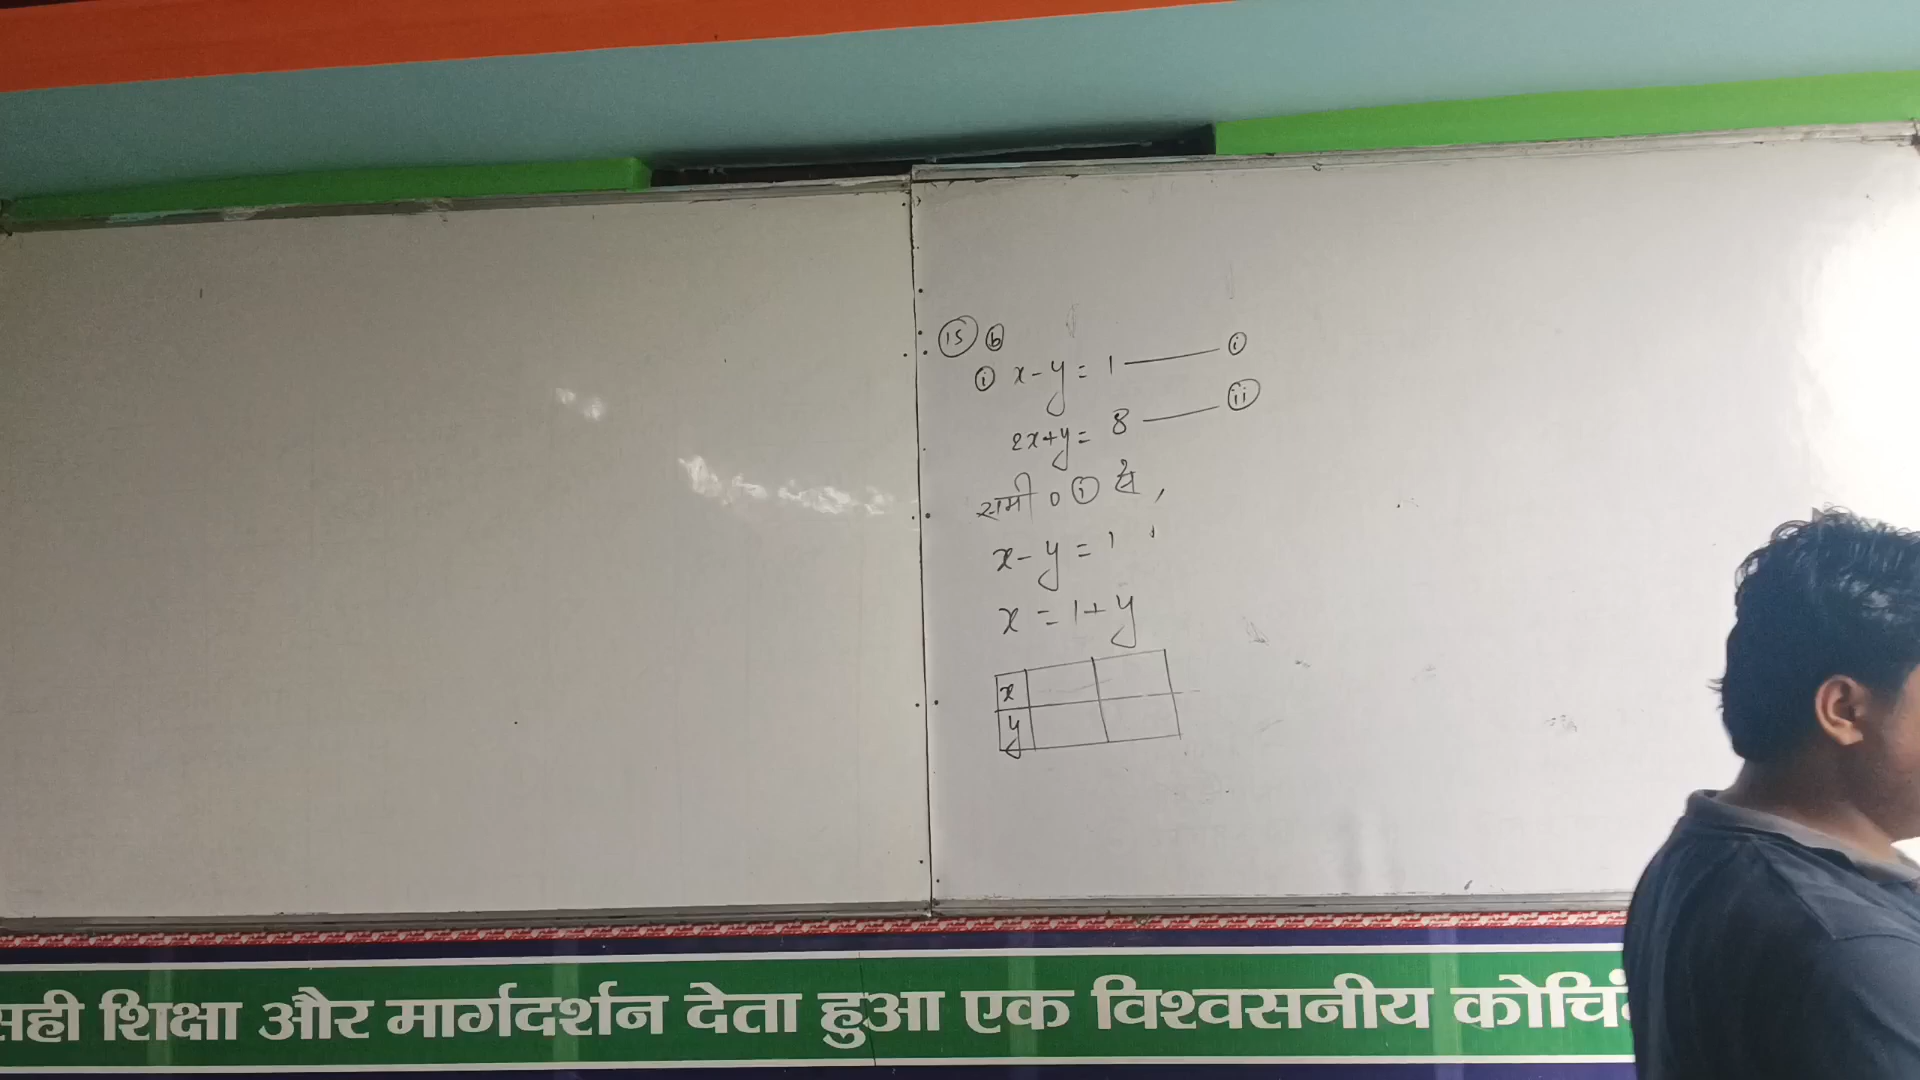 15 b
i x - y = 1 ——— i
2x + y = 8 ——— ii
समी० i से,
x - y = 1
x = 1 + y
x
y
सही शिक्षा और मार्गदर्शन देता हुआ एक विश्वसनीय